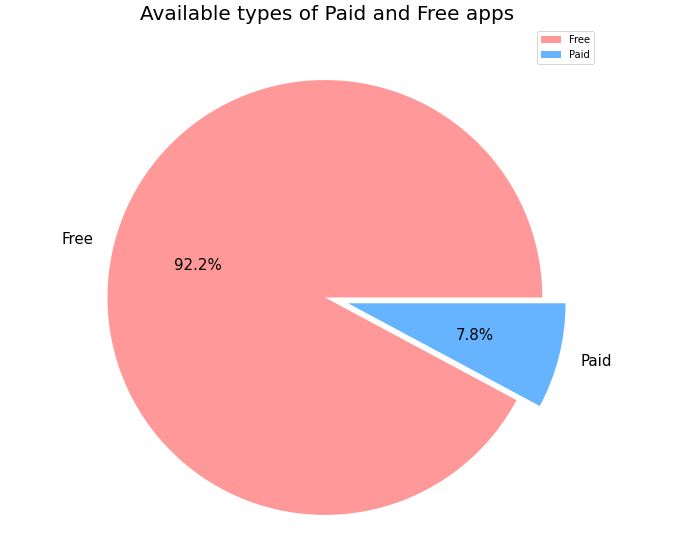 Available types of Paid and Free apps
Free
Paid
Free
92.2%
7.8%
Paid